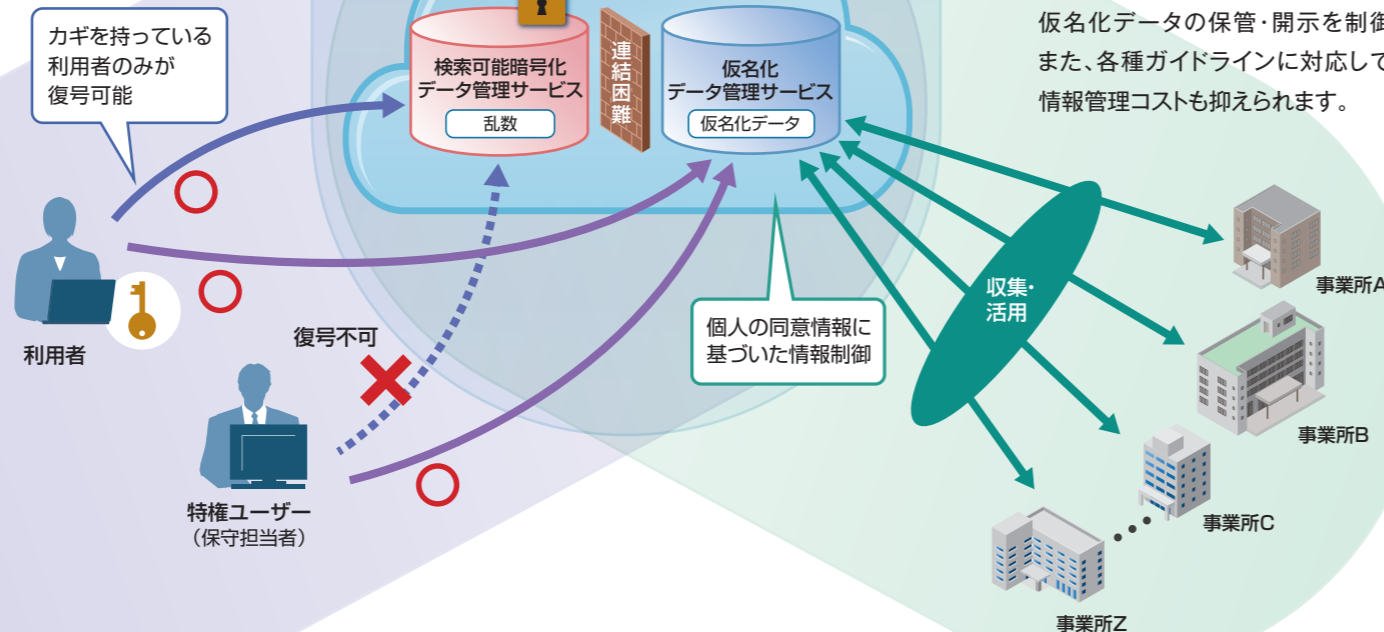 カギを持っている
利用者のみが
復号可能
検索可能暗号化
データ管理サービス
乱数
連結困難
仮名化
データ管理サービス
仮名化データ
仮名化データの保管・開示を制御
また、各種ガイドラインに対応して
情報管理コストも抑えられます。
利用者
復号不可
特権ユーザー
（保守担当者）
個人の同意情報に
基づいた情報制御
収集・
活用
事業所A
事業所B
事業所C
事業所Z